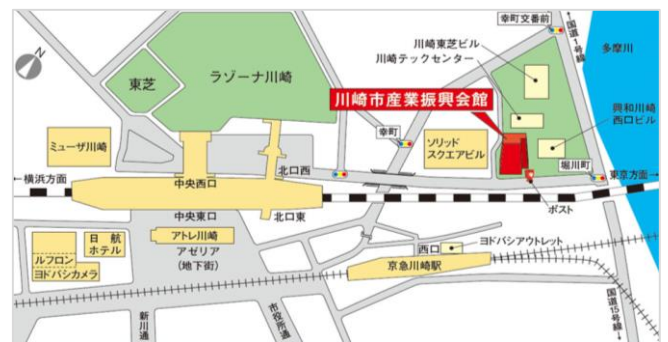 幸町交番前
国道1号線
多摩川
川崎東芝ビル
川崎テックセンター
ラゾーナ川崎
東芝
N
川崎市産業振興会館
興和川崎
西口ビル
幸町
ソリッド
スクエアビル
ミューザ川崎
堀川町
北口西
←横浜方面
東京方面→
中央西口
ポスト
中央東口
北口東
アトレ川崎
日航
ホテル
アゼリア
(地下街)
西口
ヨドバシアウトレット
ルフロン
ヨドバシカメラ
京急川崎駅
新川通
市役所通
国道15号線→